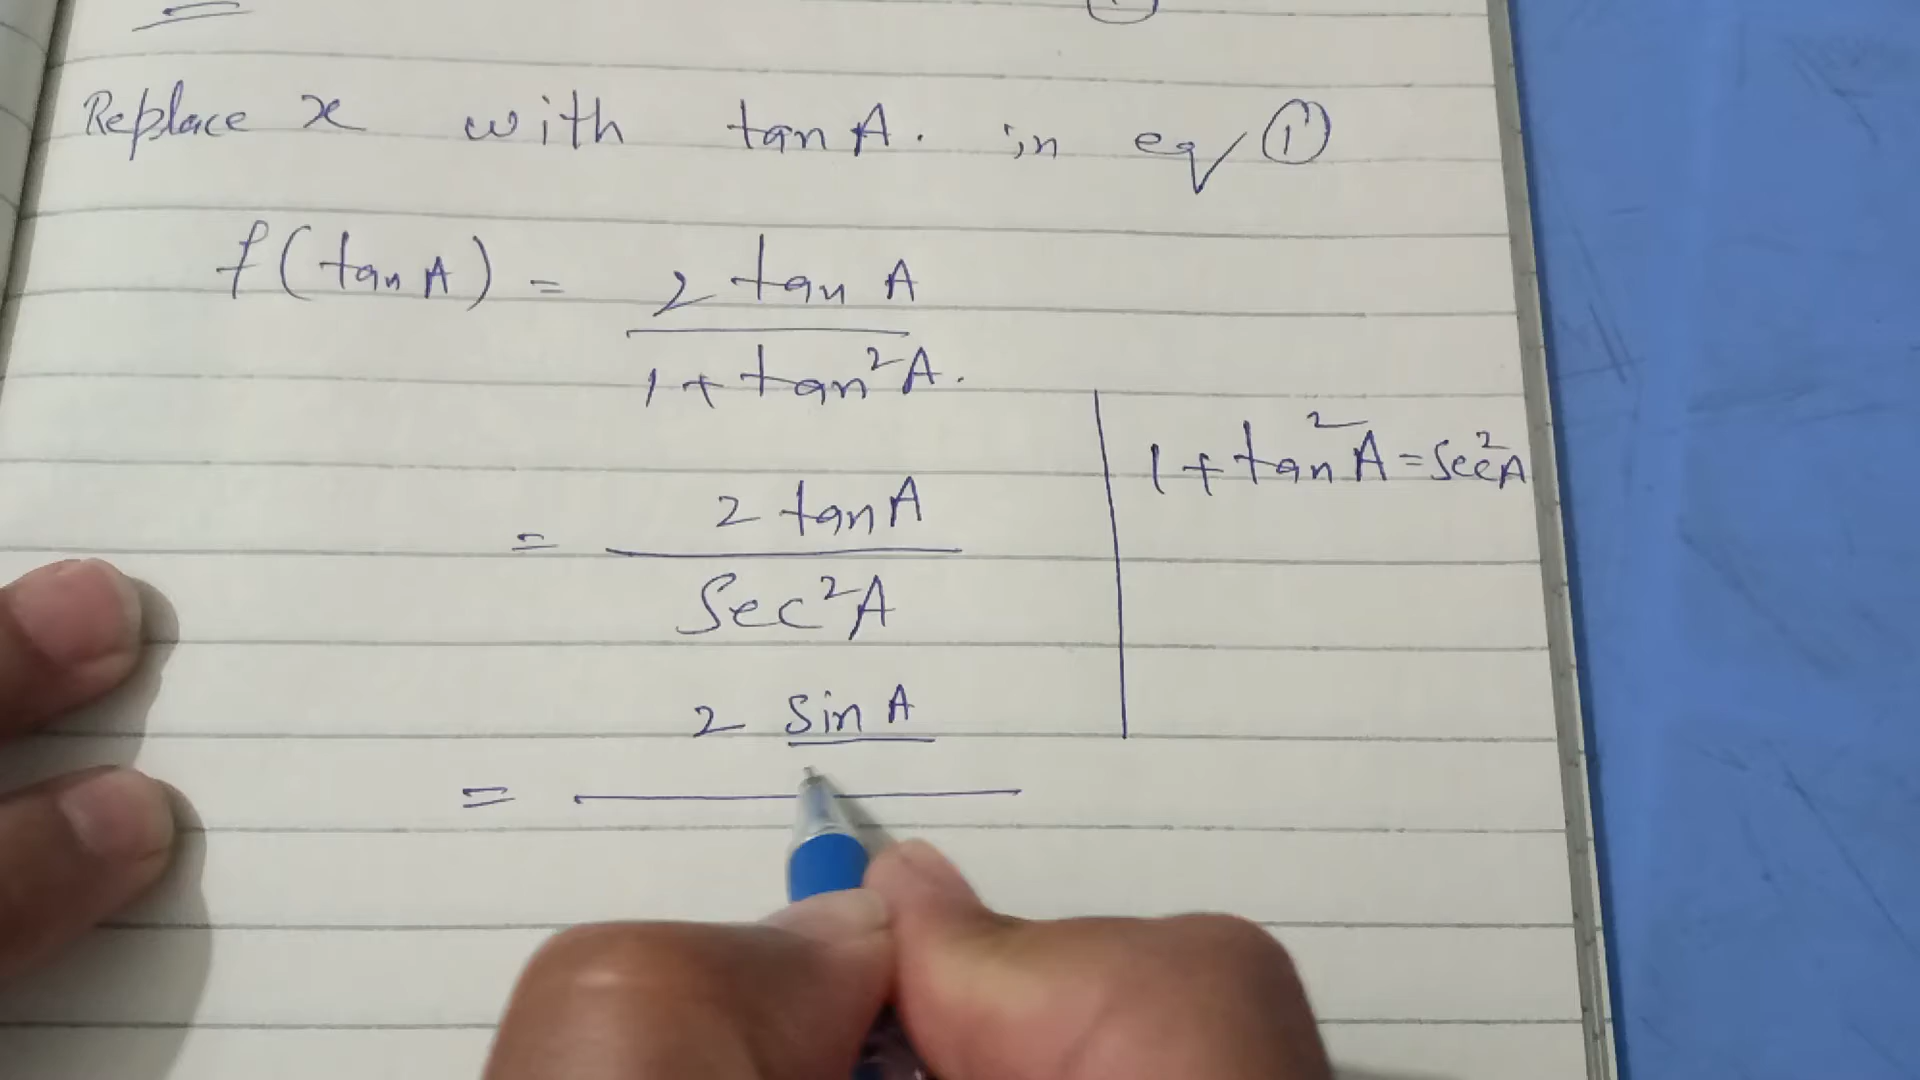 Replace x with tan A. in eq ①
f(tan A) = 2 tan A / 1 + tan²A.
1 + tan²A = sec²A
= 2 tan A / Sec²A
= 2 sin A